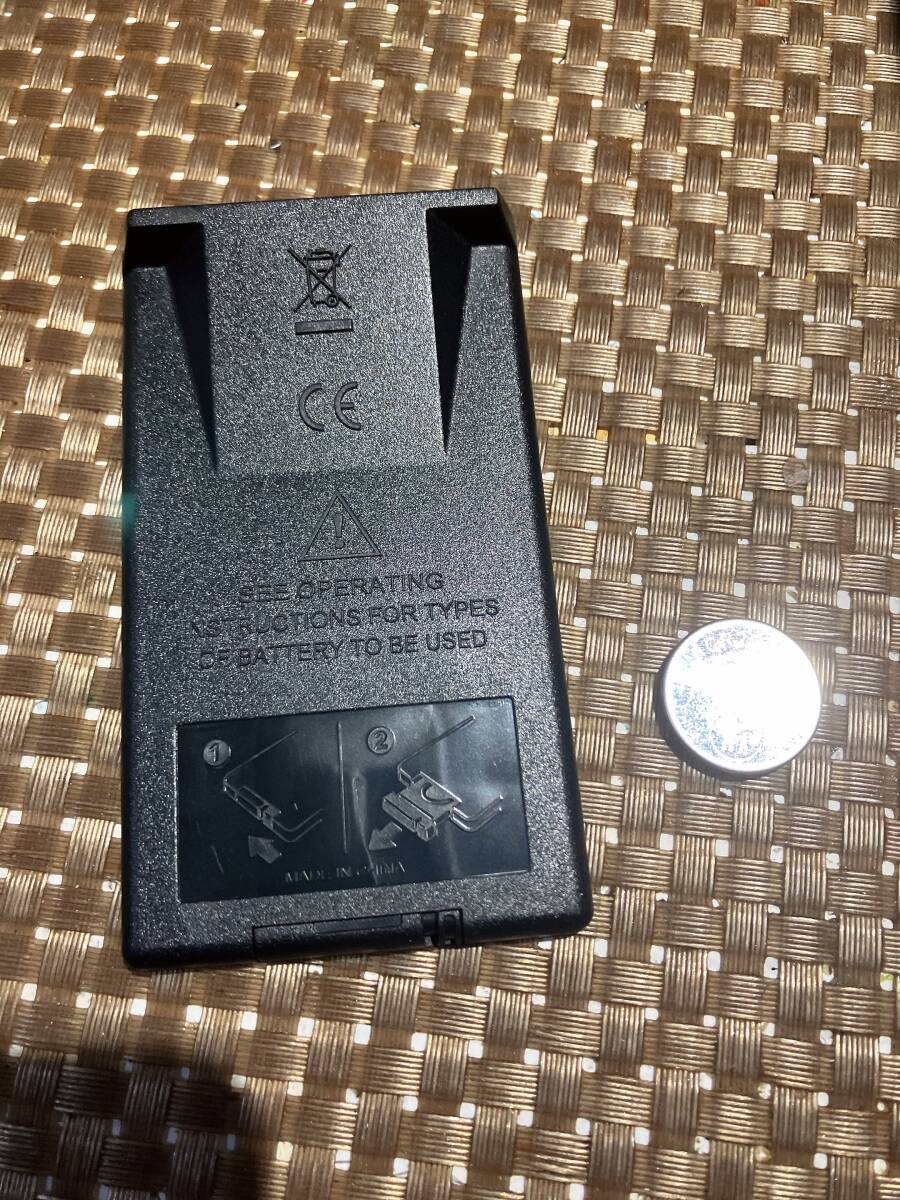 CE
SEE OPERATING
INSTRUCTIONS FOR TYPES
OF BATTERY TO BE USED
1
2
MADE IN CHINA